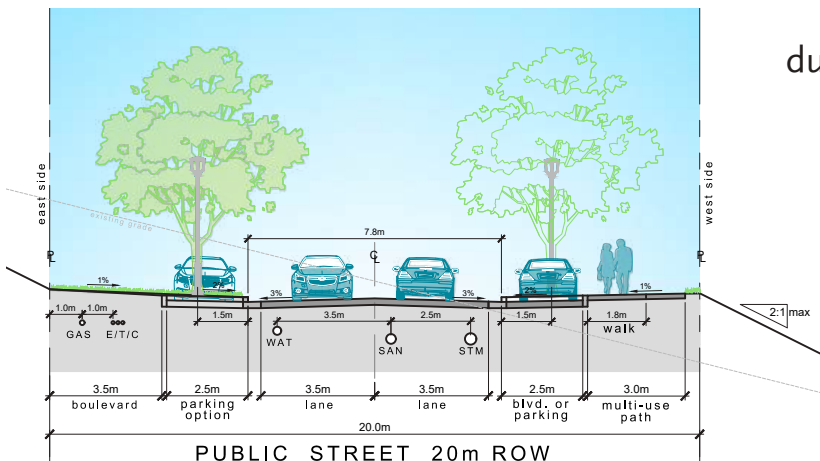 du
east side
west side
existing grade
7.8m
℄
℄
℄
1%
2%
3%
3%
2%
1%
1.0m 1.0m
1.5m
3.5m
2.5m
1.5m
1.8m
2:1 max
GAS E/T/C
WAT
SAN
STM
walk
3.5m
2.5m
3.5m
3.5m
2.5m
3.0m
boulevard
parking
option
lane
lane
blvd. or
parking
multi-use
path
20.0m
PUBLIC STREET 20m ROW